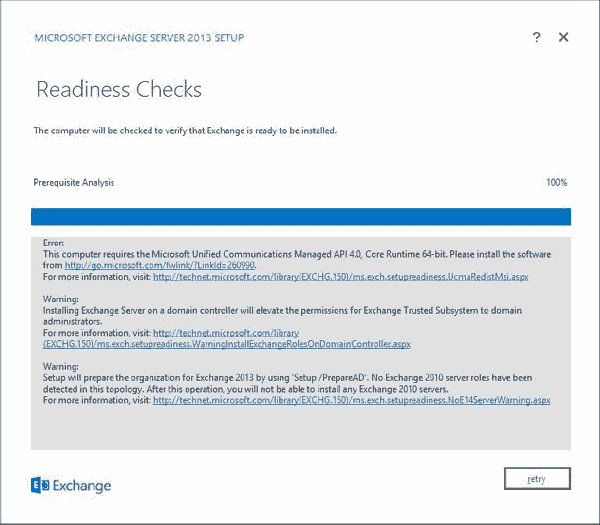 MICROSOFT EXCHANGE SERVER 2013 SETUP ? ✕
Readiness Checks
The computer will be checked to verify that Exchange is ready to be installed.
Prerequisite Analysis 100%
Error:
This computer requires the Microsoft Unified Communications Managed API 4.0, Core Runtime 64-bit. Please install the software
from http://go.microsoft.com/fwlink/?LinkId=260990.
For more information, visit: http://technet.microsoft.com/library(EXCHG.150)/ms.exch.setupreadiness.UcmaRedistMsi.aspx
Warning:
Installing Exchange Server on a domain controller will elevate the permissions for Exchange Trusted Subsystem to domain
administrators.
For more information, visit: http://technet.microsoft.com/library
(EXCHG.150)/ms.exch.setupreadiness.WarningInstallExchangeRolesOnDomainController.aspx
Warning:
Setup will prepare the organization for Exchange 2013 by using 'Setup /PrepareAD'. No Exchange 2010 server roles have been
detected in this topology. After this operation, you will not be able to install any Exchange 2010 servers.
For more information, visit: http://technet.microsoft.com/library(EXCHG.150)/ms.exch.setupreadiness.NoE14ServerWarning.aspx
Exchange
retry